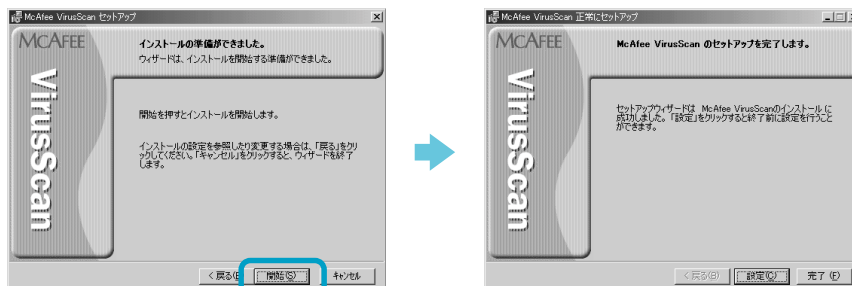 McAfee VirusScan セットアップ
MCAFEE
VirusScan
インストールの準備ができました。
ウィザードは、インストールを開始する準備ができました。
開始を押すとインストールを開始します。
インストールの設定を参照したり変更する場合は、「戻る」をクリ
ックしてください。「キャンセル」をクリックすると、ウィザードを終了
します。
< 戻る(B
開始(S)
キャンセル
McAfee VirusScan 正常にセットアップ
MCAFEE
VirusScan
McAfee VirusScan のセットアップを完了します。
セットアップウィザードは McAfee VirusScanのインストールに
成功しました。「設定」をクリックすると終了前に設定を行うこと
ができます。
< 戻る(B)
設定(C)
完了 (F)